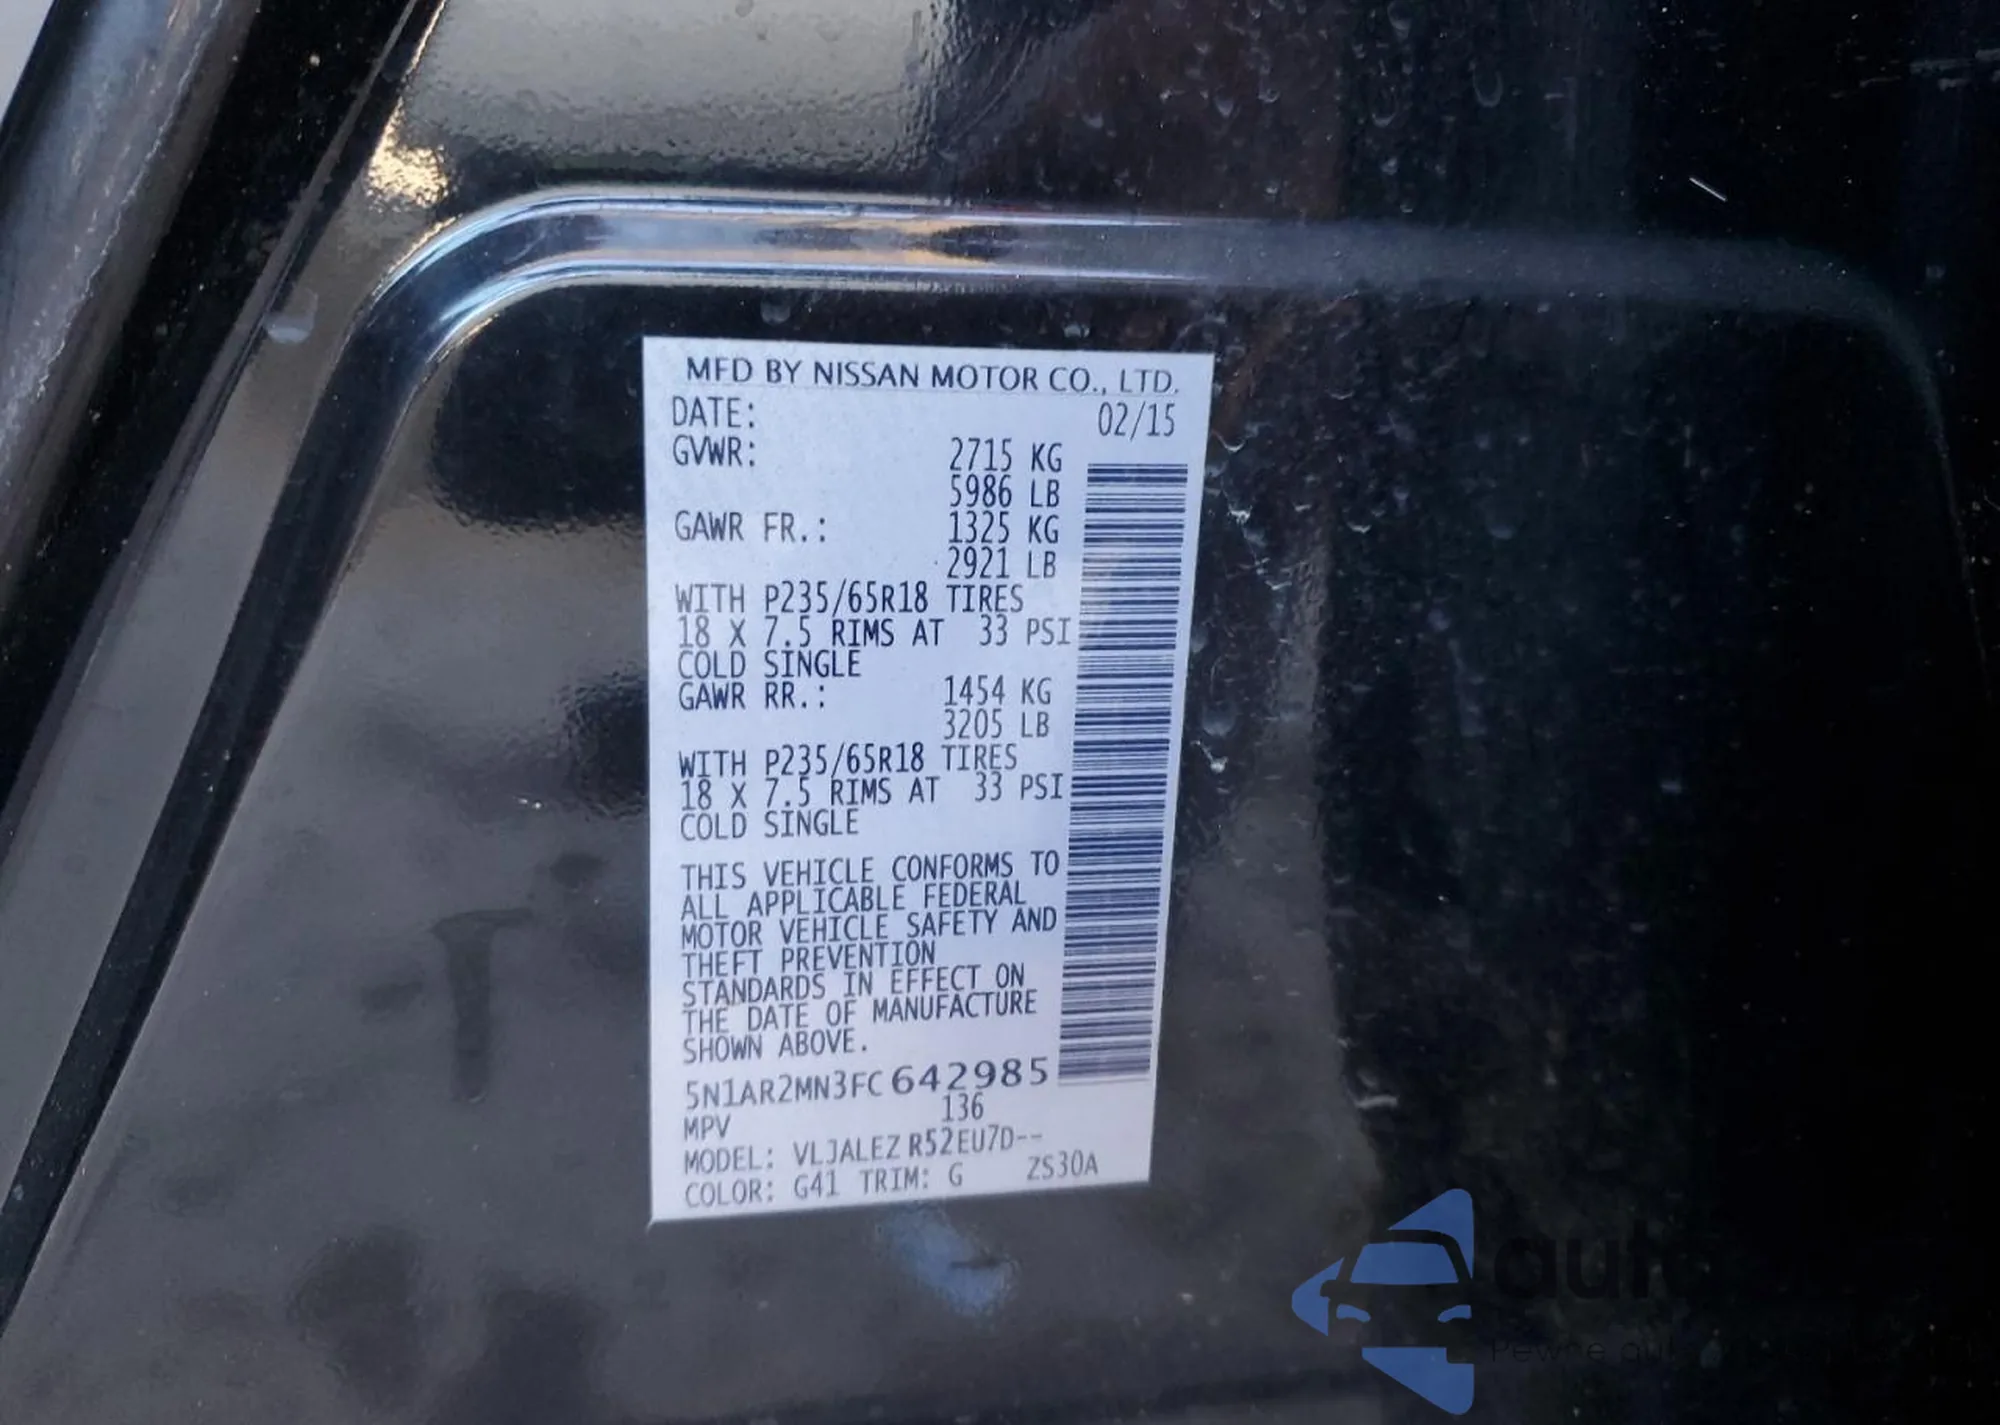 MFD BY NISSAN MOTOR CO., LTD.
DATE: 02/15
GVWR: 2715 KG
5986 LB
GAWR FR.: 1325 KG
2921 LB
WITH P235/65R18 TIRES
18 X 7.5 RIMS AT 33 PSI
COLD SINGLE
GAWR RR.: 1454 KG
3205 LB
WITH P235/65R18 TIRES
18 X 7.5 RIMS AT 33 PSI
COLD SINGLE
THIS VEHICLE CONFORMS TO
ALL APPLICABLE FEDERAL
MOTOR VEHICLE SAFETY AND
THEFT PREVENTION
STANDARDS IN EFFECT ON
THE DATE OF MANUFACTURE
SHOWN ABOVE.
5N1AR2MN3FC642985
MPV 136
MODEL: VLJALEZ R52EU7D--
COLOR: G41 TRIM: G ZS30A
Pewne